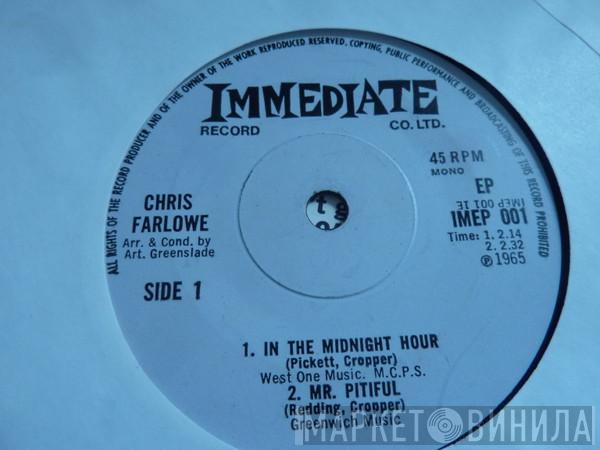 ALL RIGHTS OF THE RECORD PRODUCER AND OF THE OWNER OF THE WORK REPRODUCED RESERVED. COPYING, PUBLIC PERFORMANCE AND BROADCASTING OF THIS RECORD PROHIBITED
IMMEDIATE
RECORD CO. LTD.
45 RPM
MONO
EP
IMEP 001 IE
IMEP 001
Time: 1. 2.14
2. 2.32
℗ 1965
CHRIS
FARLOWE
Arr. & Cond. by
Art. Greenslade
SIDE 1
1. IN THE MIDNIGHT HOUR
(Pickett, Cropper)
West One Music. M.C.P.S.
2. MR. PITIFUL
(Redding, Cropper)
Greenwich Music
МАРКЕТ ВИНИЛА